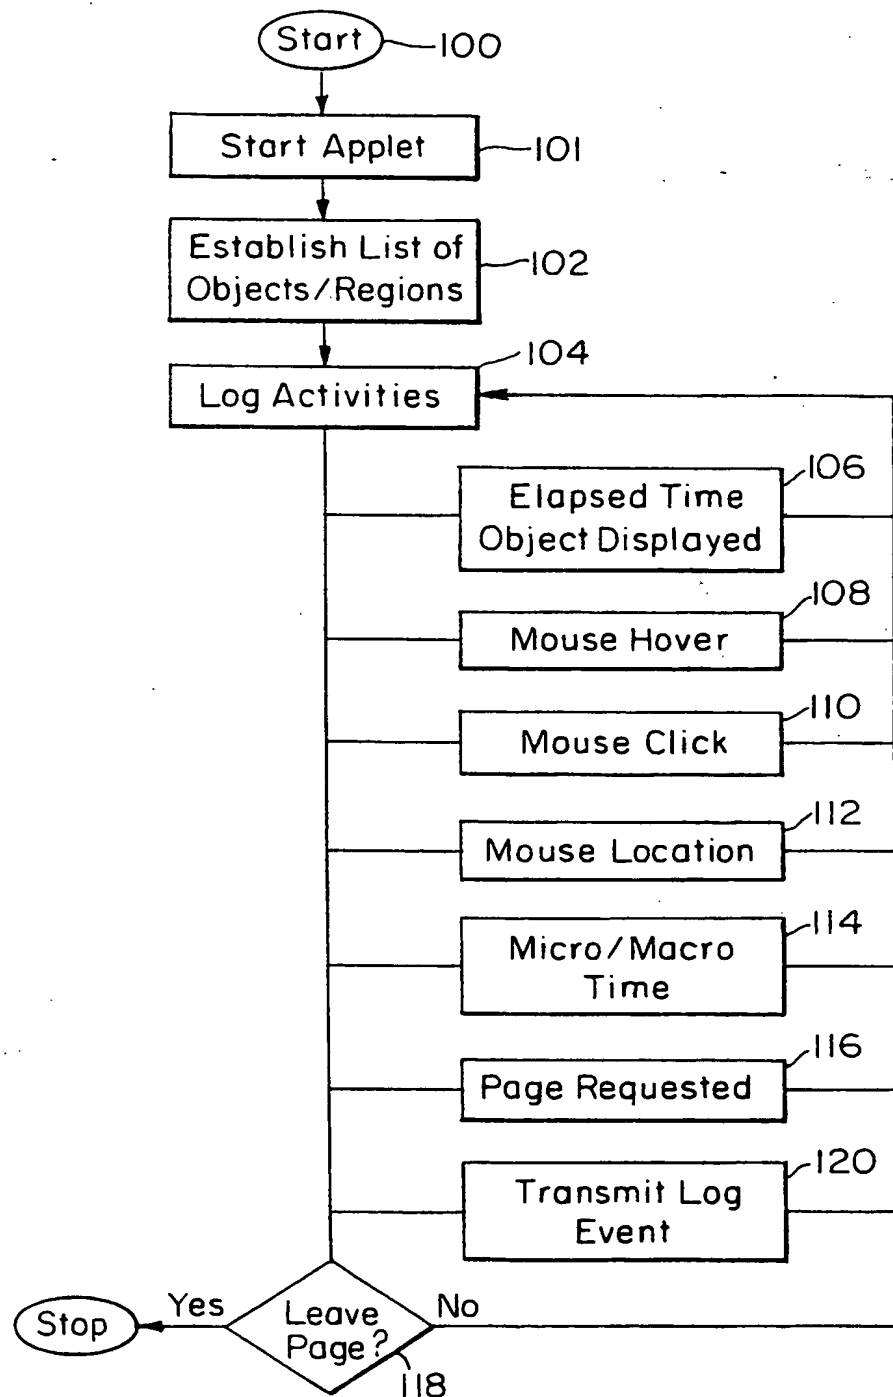 Start
100
Start Applet
101
Establish List of
Objects/Regions
102
104
Log Activities
106
Elapsed Time
Object Displayed
108
Mouse Hover
110
Mouse Click
112
Mouse Location
114
Micro/Macro
Time
116
Page Requested
120
Transmit Log
Event
Stop
Yes
Leave
Page?
No
118